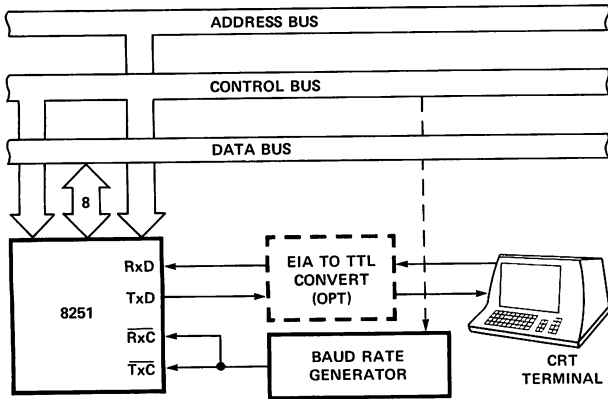 ADDRESS BUS
CONTROL BUS
DATA BUS
8
8251
RxD
TxD
R̅x̅C̅
T̅x̅C̅
EIA TO TTL
CONVERT
(OPT)
BAUD RATE
GENERATOR
CRT
TERMINAL